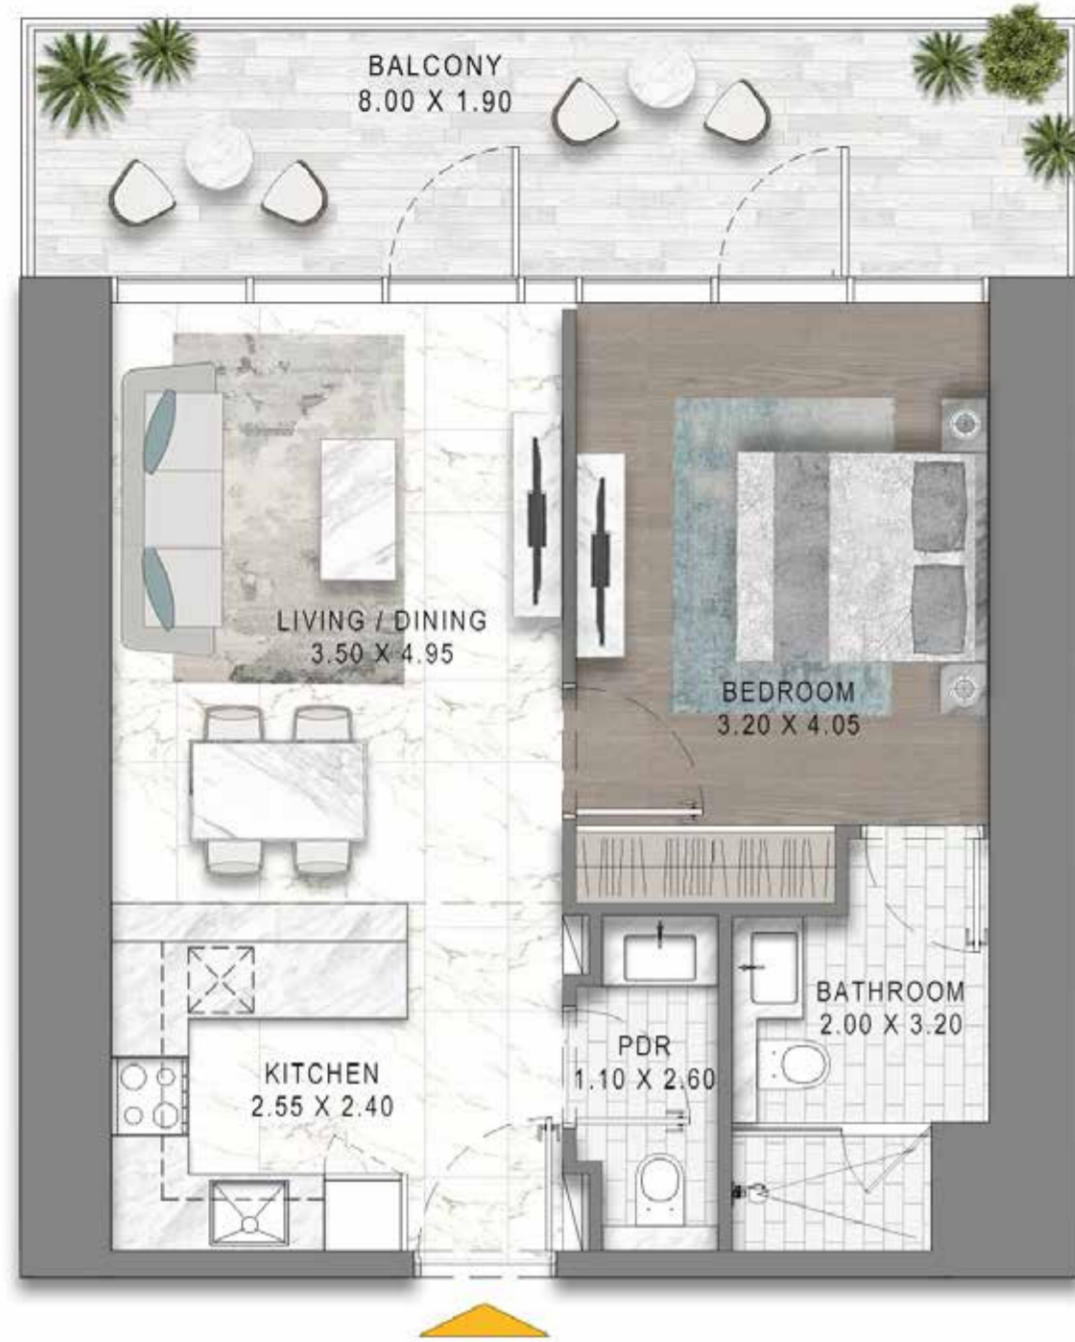 BALCONY
8.00 X 1.90
LIVING / DINING
3.50 X 4.95
BEDROOM
3.20 X 4.05
BATHROOM
2.00 X 3.20
PDR
1.10 X 2.60
KITCHEN
2.55 X 2.40